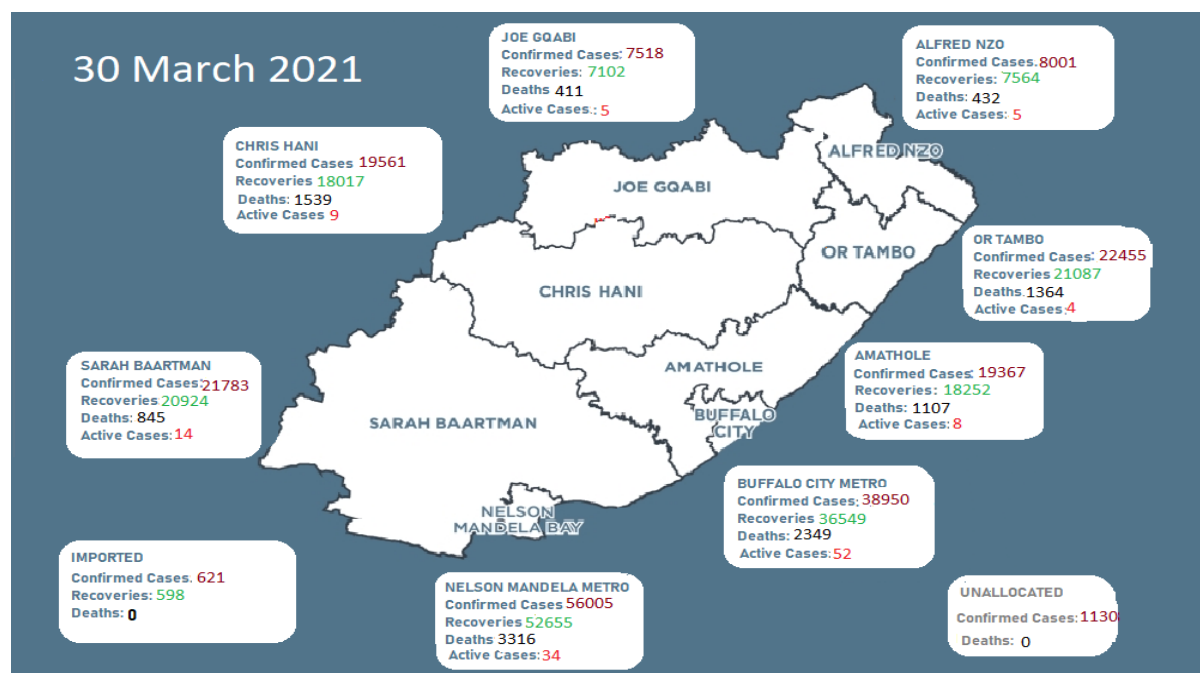 30 March 2021
JOE GQABI
Confirmed Cases: 7518
Recoveries: 7102
Deaths 411
Active Cases.: 5
ALFRED NZO
Confirmed Cases. 8001
Recoveries: 7564
Deaths: 432
Active Cases: 5
CHRIS HANI
Confirmed Cases 19561
Recoveries 18017
Deaths: 1539
Active Cases 9
ALFRED NZO
JOE GQABI
OR TAMBO
CHRIS HANI
OR TAMBO
Confirmed Cases: 22455
Recoveries 21087
Deaths. 1364
Active Cases: 4
SARAH BAARTMAN
Confirmed Cases: 21783
Recoveries 20924
Deaths: 845
Active Cases: 14
AMATHOLE
BUFFALO
CITY
SARAH BAARTMAN
AMATHOLE
Confirmed Cases: 19367
Recoveries: 18252
Deaths: 1107
Active Cases: 8
NELSON
MANDELA BAY
BUFFALO CITY METRO
Confirmed Cases: 38950
Recoveries 36549
Deaths: 2349
Active Cases: 52
IMPORTED
Confirmed Cases. 621
Recoveries: 598
Deaths: 0
NELSON MANDELA METRO
Confirmed Cases 56005
Recoveries 52655
Deaths 3316
Active Cases: 34
UNALLOCATED
Confirmed Cases: 1130
Deaths: 0